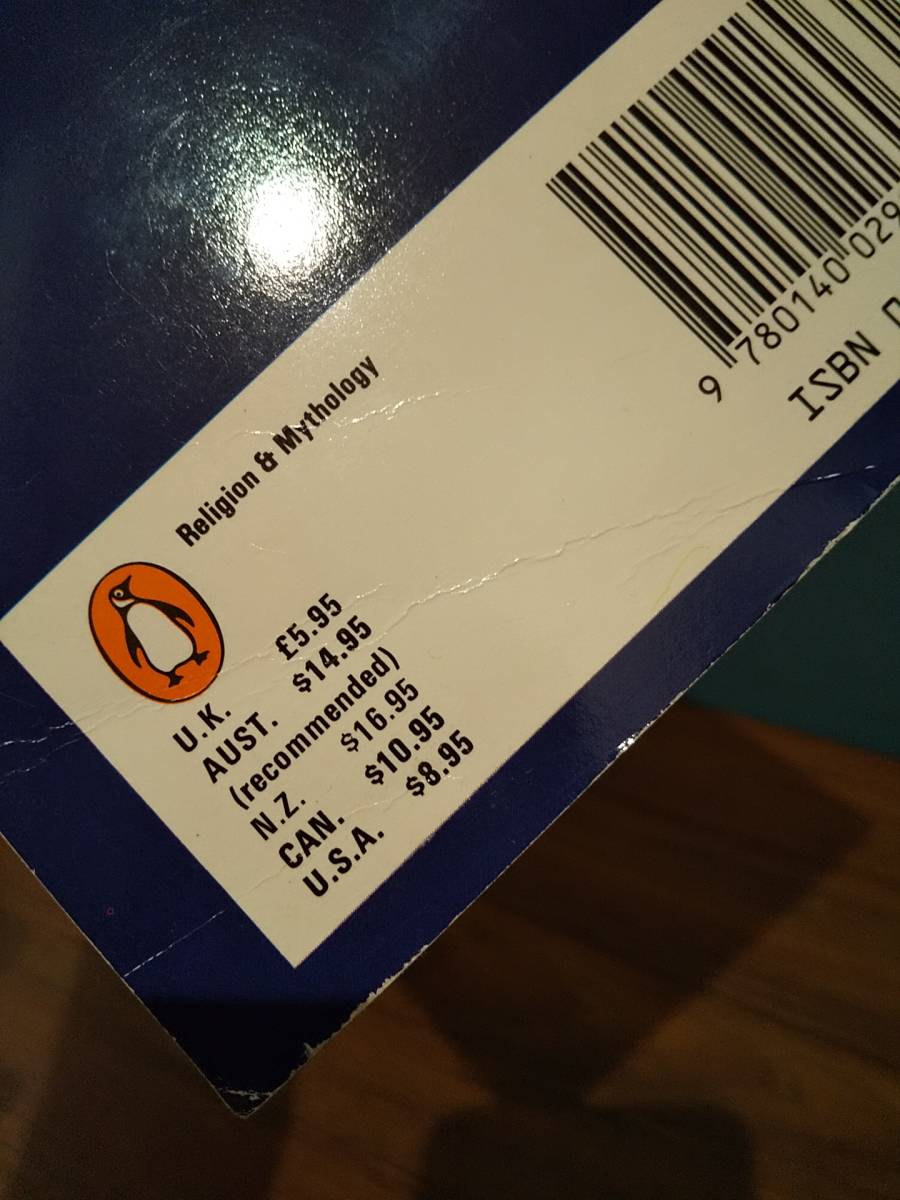 Religion & Mythology
U.K. £5.95
AUST. $14.95
(recommended)
N.Z. $16.95
CAN. $10.95
U.S.A. $8.95
9 780140 029
ISBN